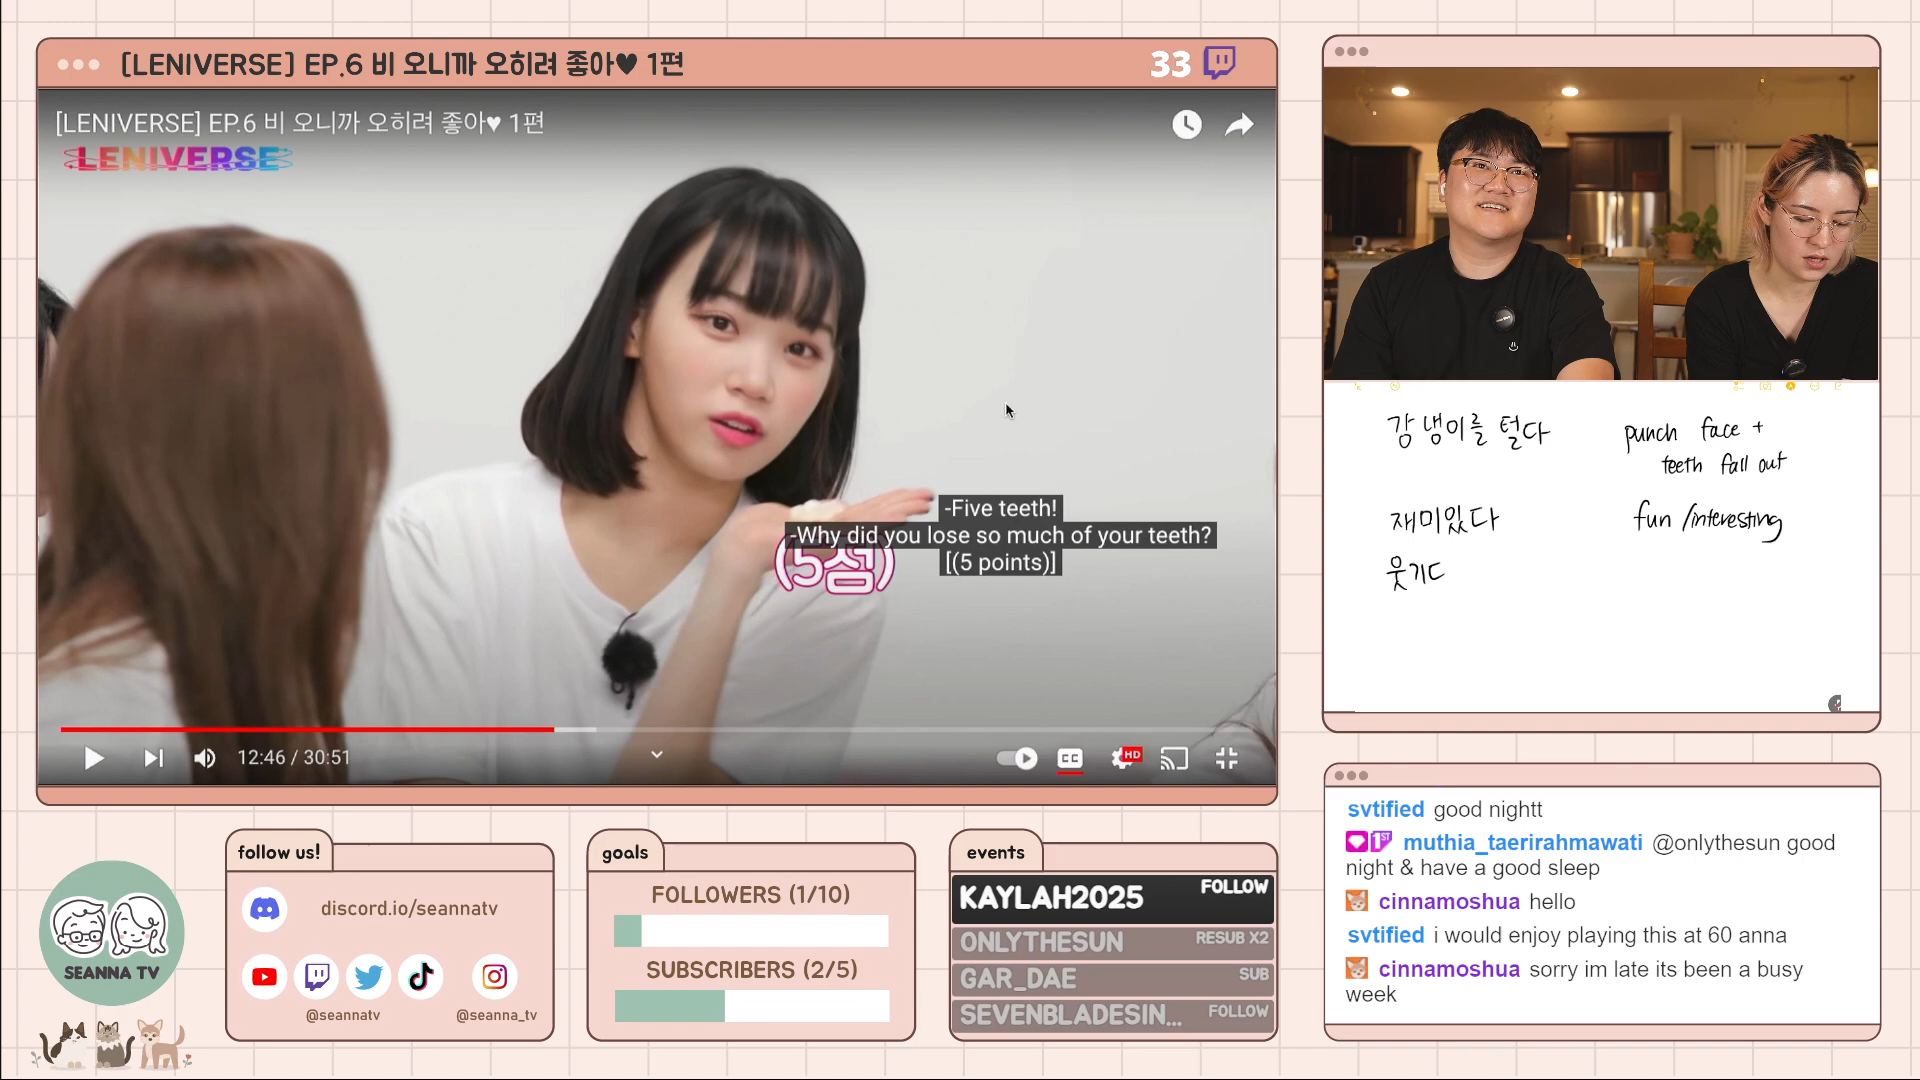 [LENIVERSE] EP.6 비 오니까 오히려 좋아♥ 1편
33
[LENIVERSE] EP.6 비 오니까 오히려 좋아♥ 1편
LENIVERSE
-Five teeth!
-Why did you lose so much of your teeth?
[(5 points)]
(5점)
12:46 / 30:51
CC
HD
강냉이를 털다
punch face +
teeth fall out
재미있다
fun / interesting
웃기다
svtified good nightt
1ST muthia_taerirahmawati @onlythesun good
night & have a good sleep
cinnamoshua hello
svtified i would enjoy playing this at 60 anna
cinnamoshua sorry im late its been a busy
week
SEANNA TV
follow us!
discord.io/seannatv
@seannatv
@seanna_tv
goals
FOLLOWERS (1/10)
SUBSCRIBERS (2/5)
events
KAYLAH2025 FOLLOW
ONLYTHESUN RESUB X2
GAR_DAE SUB
SEVENBLADESIN... FOLLOW